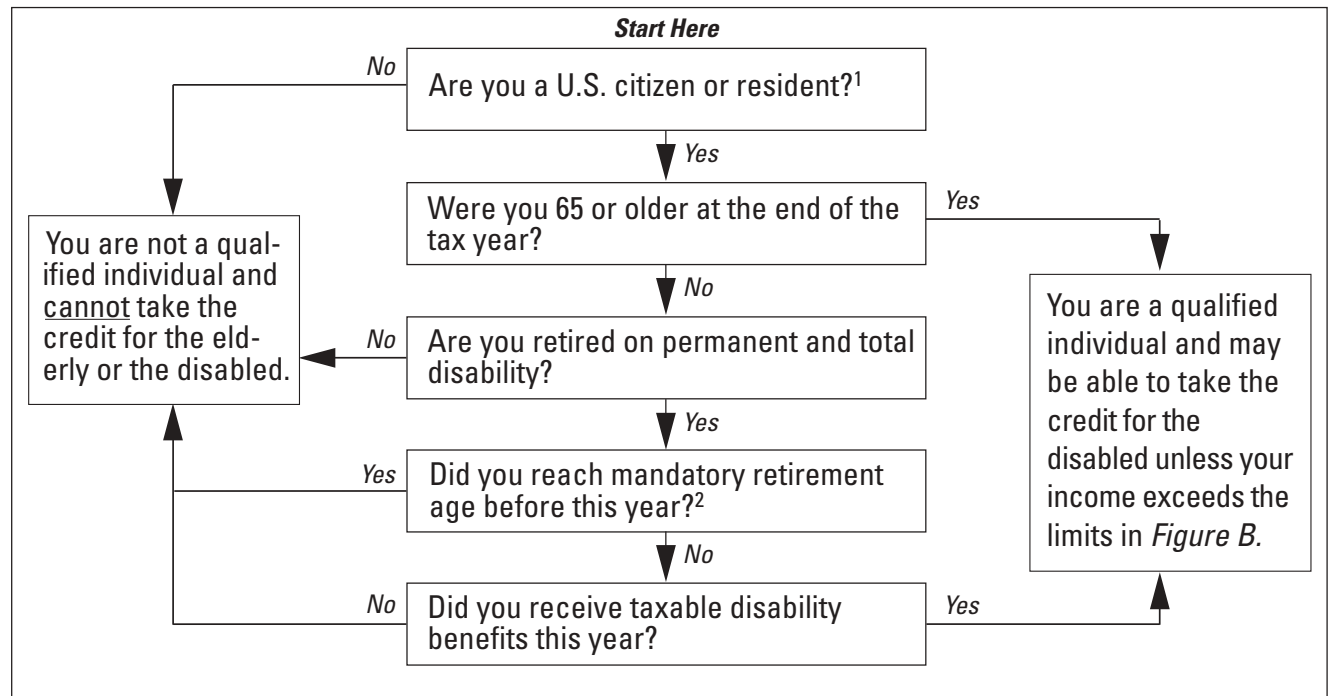 Start Here
No
Are you a U.S. citizen or resident?1
Yes
Were you 65 or older at the end of the
tax year?
Yes
You are not a qual-
ified individual and
cannot take the
credit for the eld-
erly or the disabled.
No
No
Are you retired on permanent and total
disability?
You are a qualified
individual and may
be able to take the
credit for the
disabled unless your
income exceeds the
limits in Figure B.
Yes
Yes
Did you reach mandatory retirement
age before this year?2
No
No
Did you receive taxable disability
benefits this year?
Yes